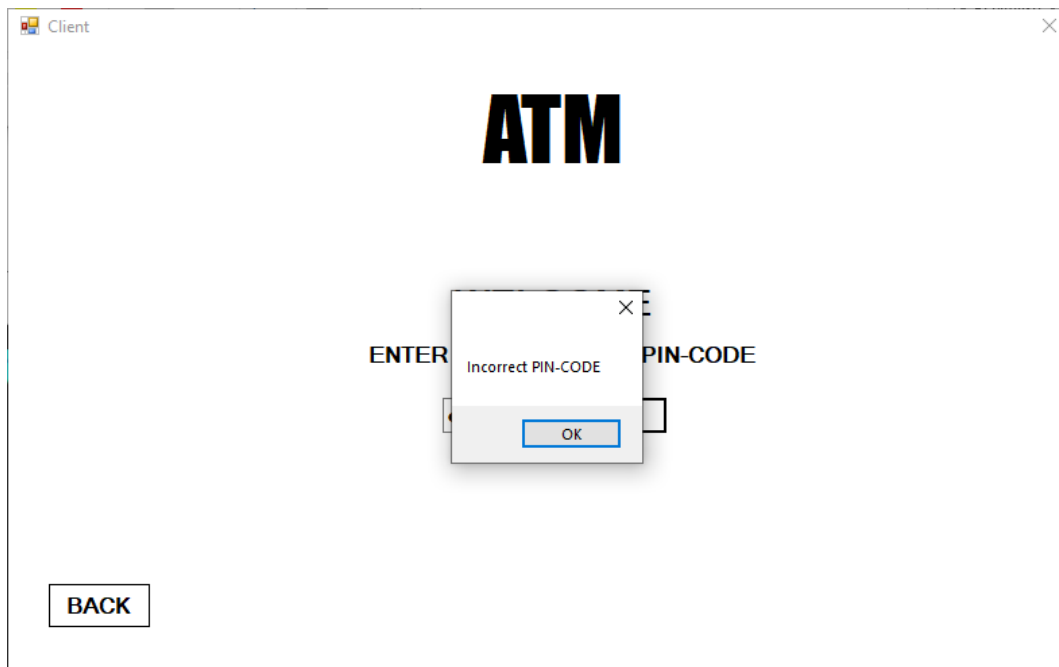 Client
ATM
ENTER PIN-CODE
Incorrect PIN-CODE
OK
BACK